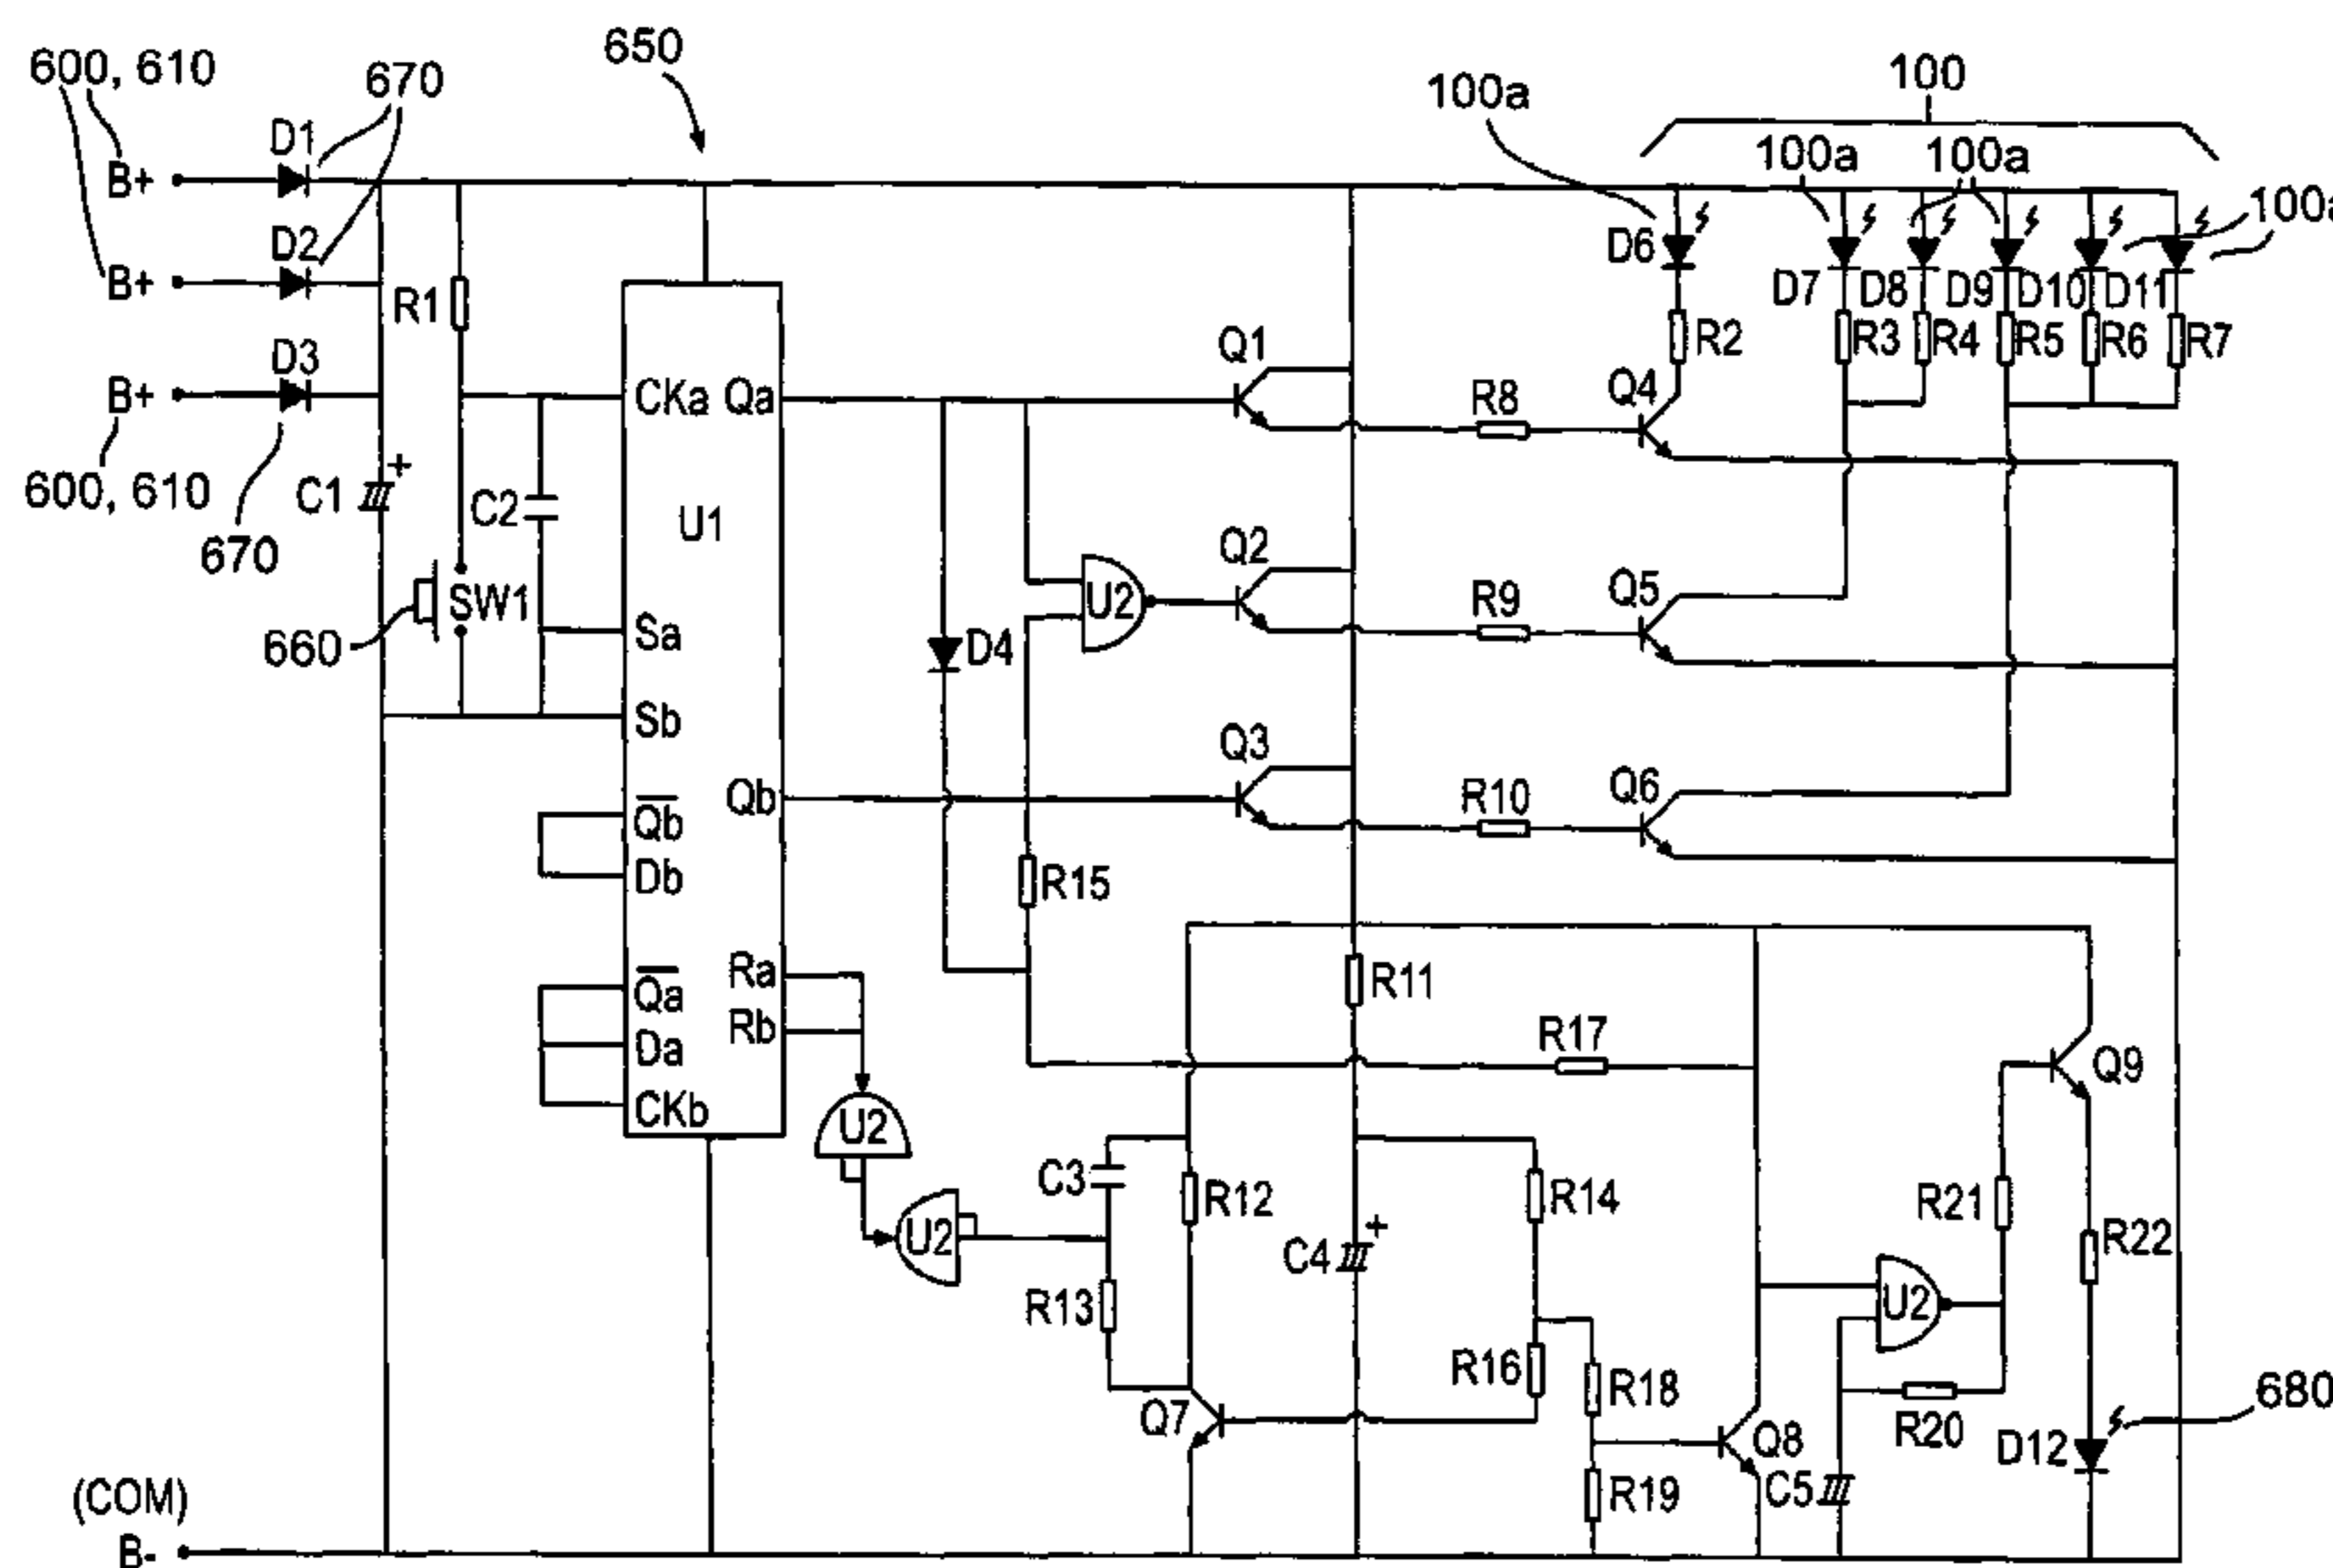 650
100
600, 610
670
100a
D1
100a
100a
B+
100a
D2
D6
B+
R1
D7
D8
D9
D10
D11
Q1
R2
R3
R4
R5
R6
R7
D3
B+
CKa
Qa
R8
Q4
600, 610
C1
+
C2
U1
670
Q2
SW1
U2
R9
Q5
660
Sa
D4
Sb
Q3
Qb
R10
Q6
Q̅b̅
Db
R15
Ra
R11
Q̅a̅
Rb
R17
Da
Q9
CKb
U2
C3
R12
R14
R21
U2
C4
+
R22
R13
U2
R16
R18
680
Q7
R20
Q8
D12
(COM)
R19
C5
B-